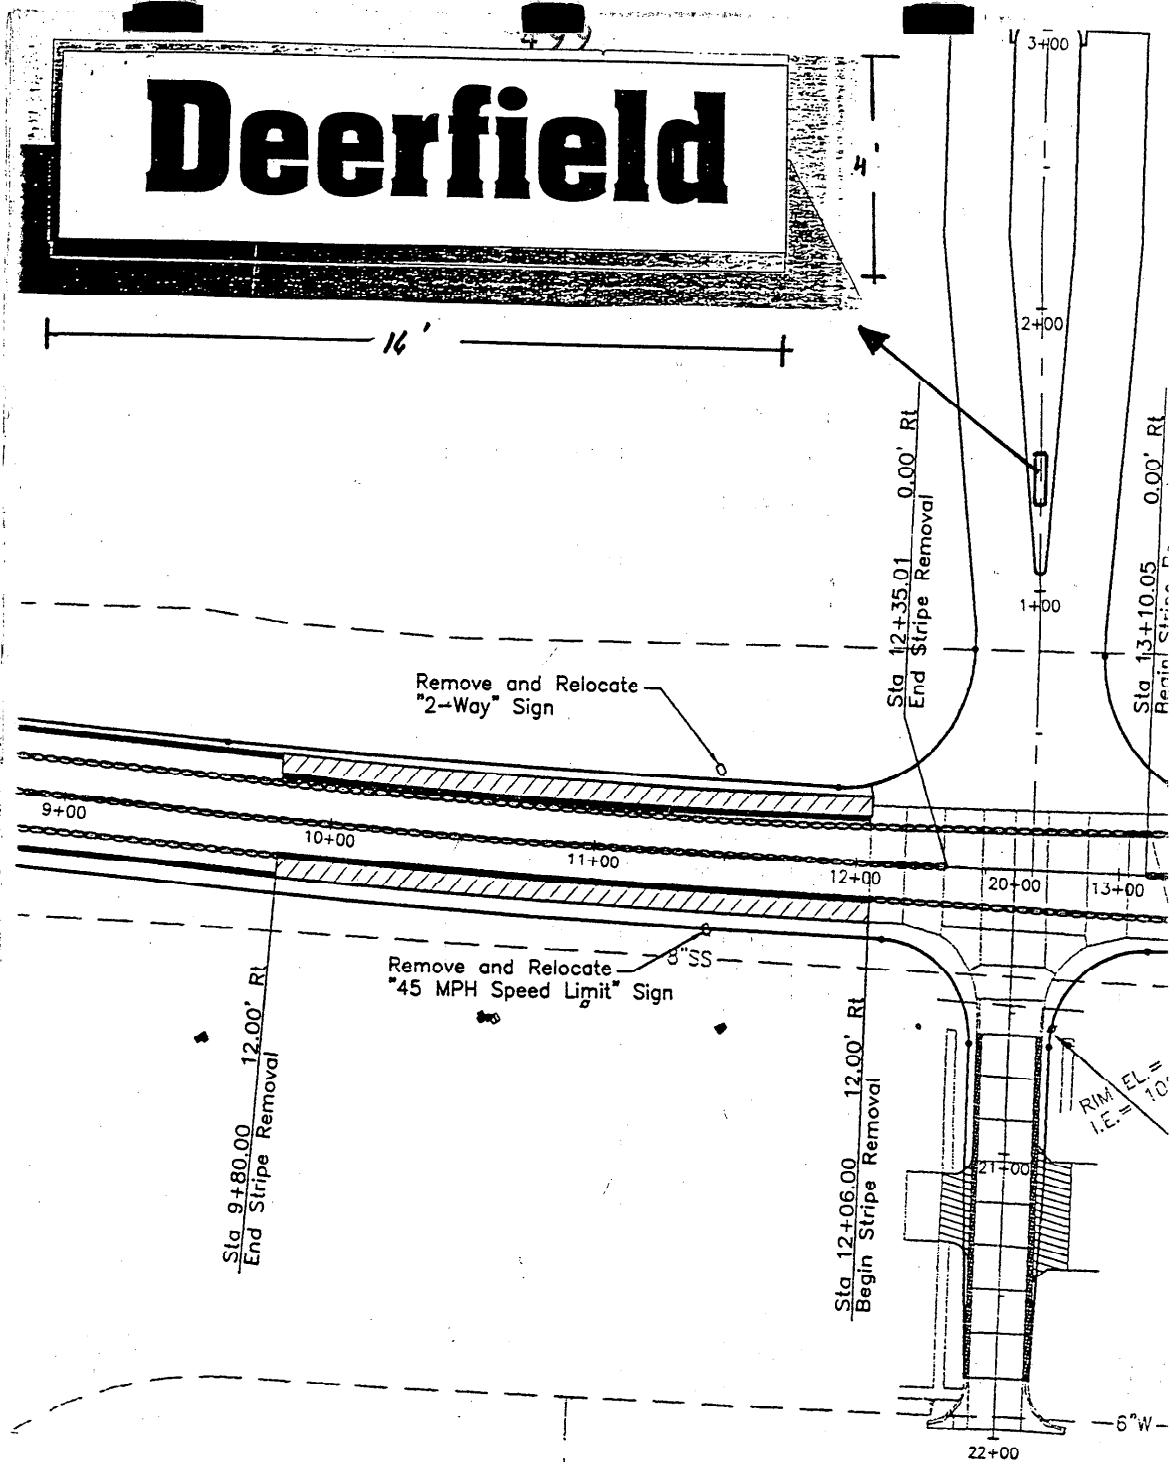 499
Deerfield
4'
14'
3+00
2+00
Sta 12+35.01 0.00' Rt
End Stripe Removal
Sta 13+10.05 0.00' Rt
1+00
Remove and Relocate
"2-Way" Sign
9+00
10+00
11+00
12+00
20+00
13+00
8"SS
Remove and Relocate
"45 MPH Speed Limit" Sign
Sta 9+80.00 12.00' Rt
End Stripe Removal
Sta 12+06.00 12.00' Rt
Begin Stripe Removal
RIM EL.=
I.E.= 10
21+00
6"W
22+00